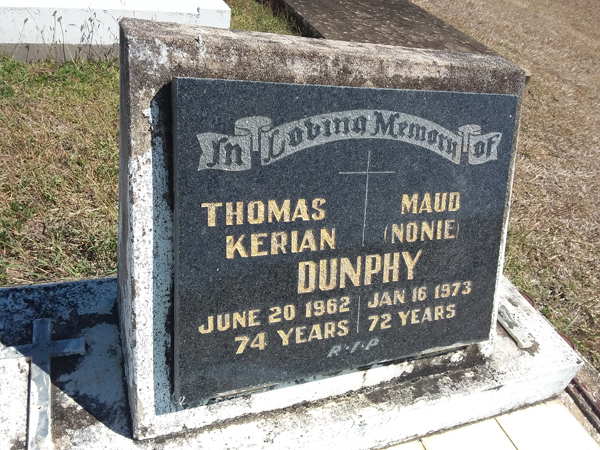 In Loving Memory of
THOMAS MAUD
KERIAN (NONIE)
DUNPHY
JUNE 20 1962 JAN 16 1973
74 YEARS 72 YEARS
R·I·P